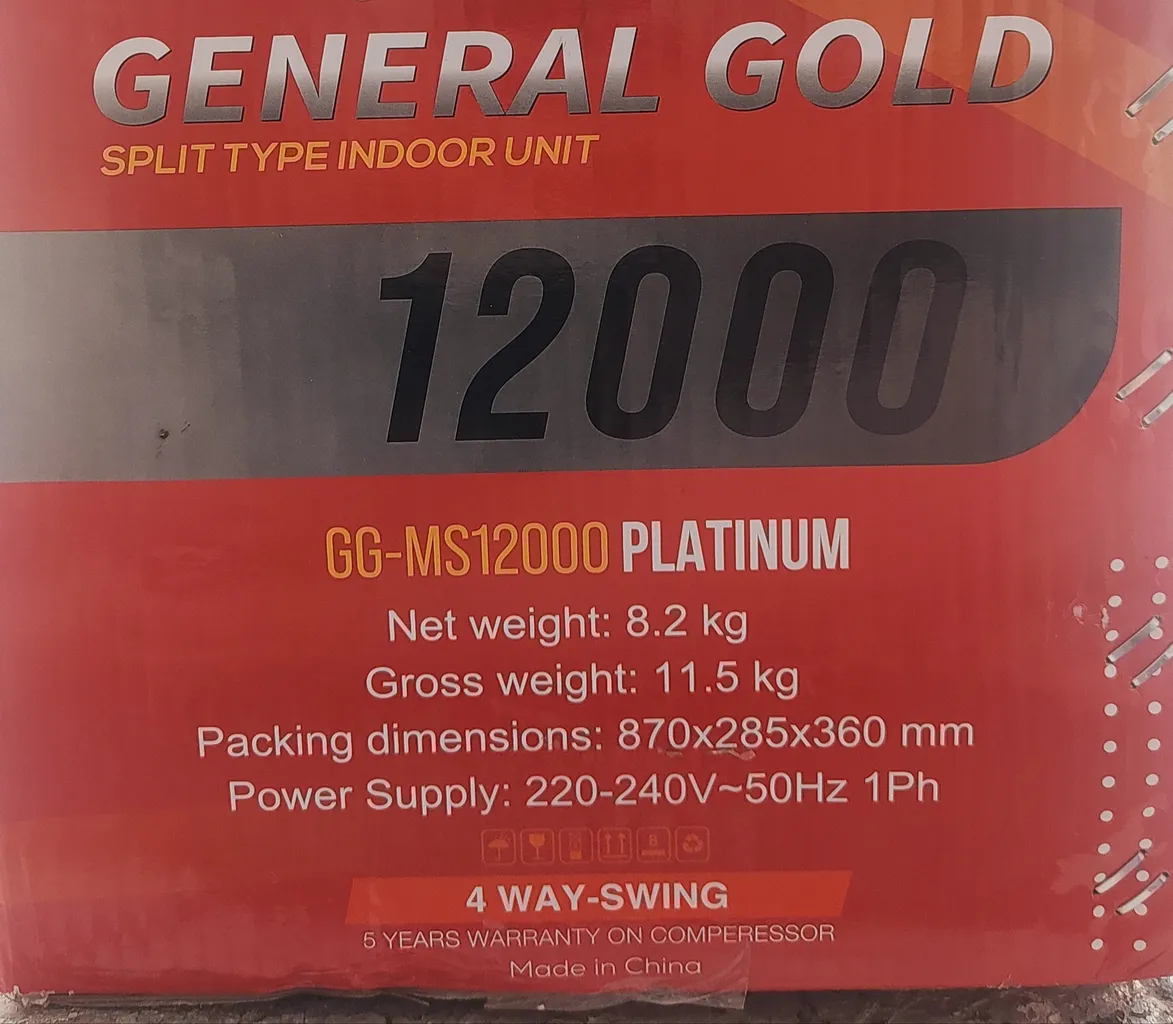 GENERAL GOLD
SPLIT TYPE INDOOR UNIT
12000
GG-MS12000 PLATINUM
Net weight: 8.2 kg
Gross weight: 11.5 kg
Packing dimensions: 870x285x360 mm
Power Supply: 220-240V~50Hz 1Ph
8
4 WAY-SWING
5 YEARS WARRANTY ON COMPERESSOR
Made in China